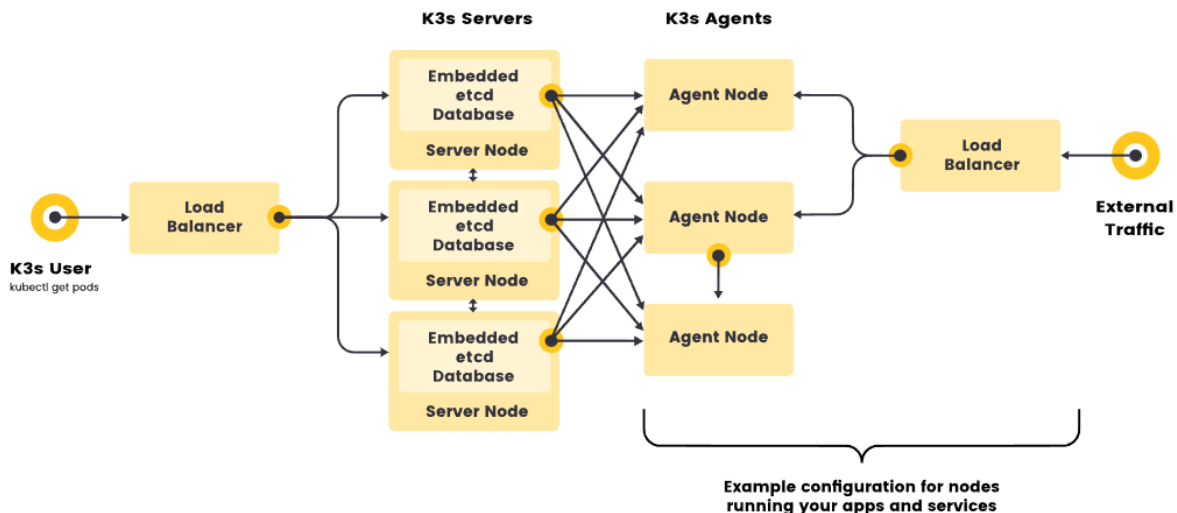 K3s Servers
K3s Agents
Embedded
etcd
Database
Server Node
Embedded
etcd
Database
Server Node
Embedded
etcd
Database
Server Node
Agent Node
Agent Node
Agent Node
Load
Balancer
K3s User
kubectl get pods
Load
Balancer
External
Traffic
Example configuration for nodes
running your apps and services